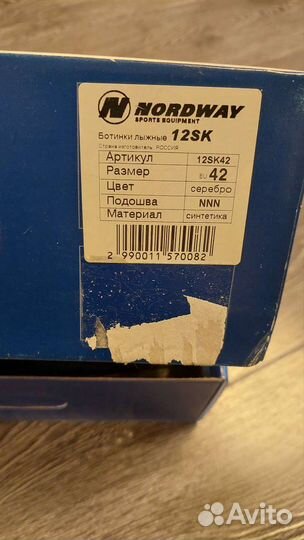 NORDWAY
SPORTS EQUIPMENT
Ботинки лыжные 12SK
Страна изготовитель: РОССИЯ
Артикул 12SK42
Размер EU 42
Цвет серебро
Подошва NNN
Материал синтетика
2 990011 570082
Avito